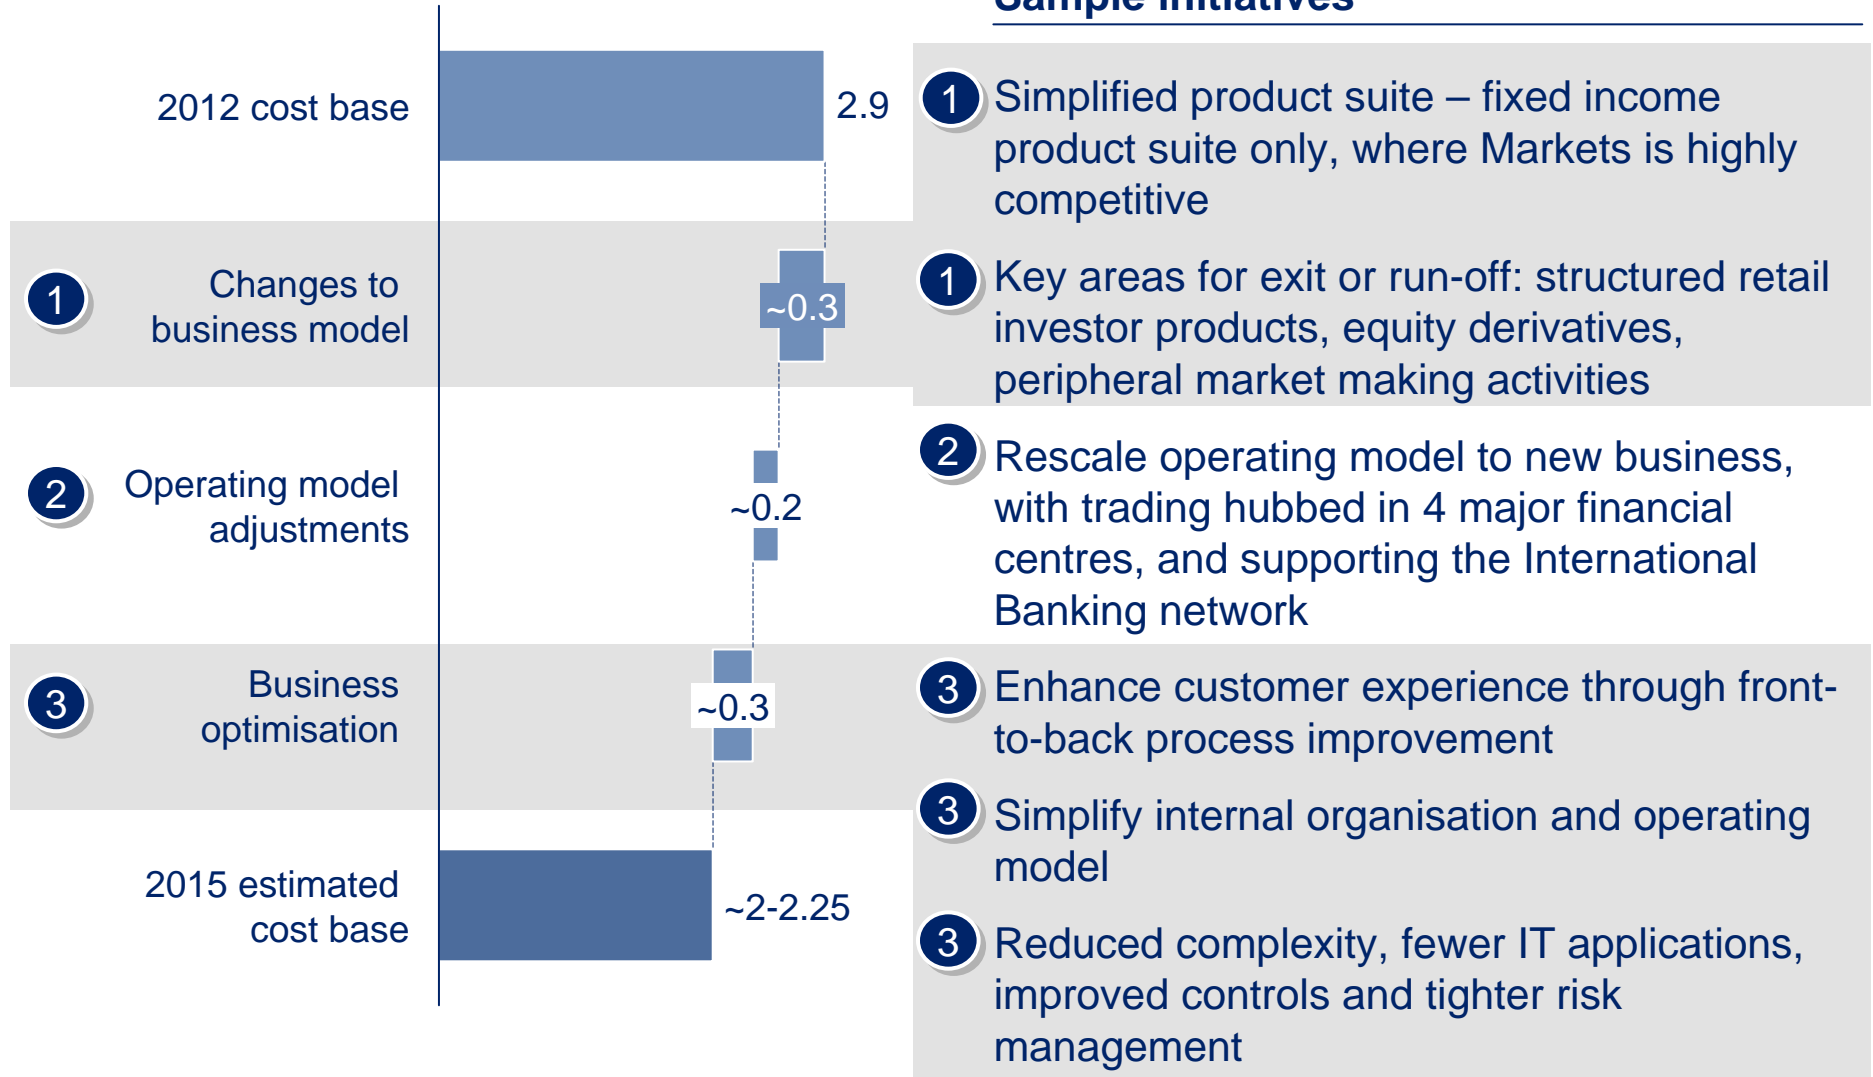 Sample Initiatives
2012 cost base
2.9
1
Changes to
business model
~0.3
2
Operating model
adjustments
~0.2
3
Business
optimisation
~0.3
2015 estimated
cost base
~2-2.25
1
Simplified product suite – fixed income
product suite only, where Markets is highly
competitive
1
Key areas for exit or run-off: structured retail
investor products, equity derivatives,
peripheral market making activities
2
Rescale operating model to new business,
with trading hubbed in 4 major financial
centres, and supporting the International
Banking network
3
Enhance customer experience through front-
to-back process improvement
3
Simplify internal organisation and operating
model
3
Reduced complexity, fewer IT applications,
improved controls and tighter risk
management